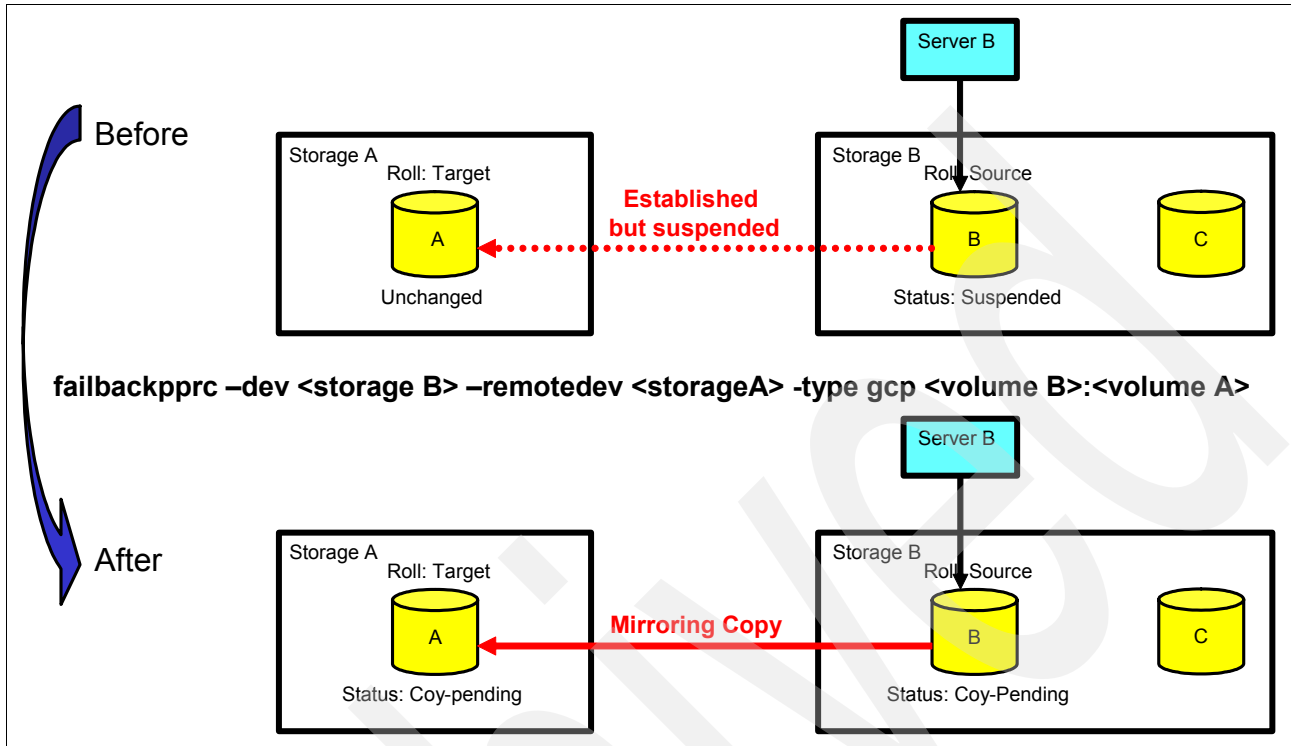 Server B
Before
Storage A
Roll: Target
A
Unchanged
Established
but suspended
Storage B
Roll: Source
B
Status: Suspended
C
failbackpprc –dev <storage B> –remotedev <storageA> -type gcp <volume B>:<volume A>
Server B
After
Storage A
Roll: Target
A
Status: Coy-pending
Mirroring Copy
Storage B
Roll: Source
B
Status: Coy-Pending
C